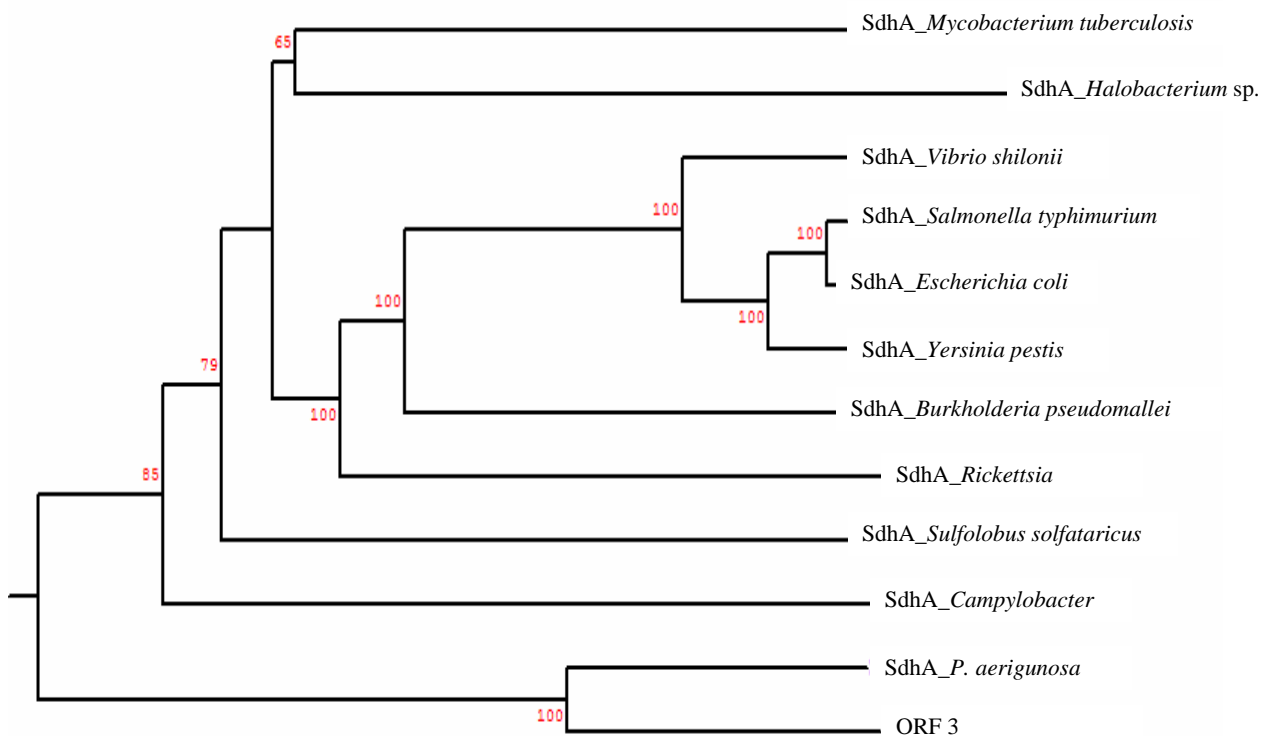 SdhA_Mycobacterium tuberculosis
65
SdhA_Halobacterium sp.
SdhA_Vibrio shilonii
100
SdhA_Salmonella typhimurium
100
SdhA_Escherichia coli
100
100
SdhA_Yersinia pestis
79
SdhA_Burkholderia pseudomallei
100
85
SdhA_Rickettsia
SdhA_Sulfolobus solfataricus
SdhA_Campylobacter
SdhA_P. aerigunosa
100
ORF 3